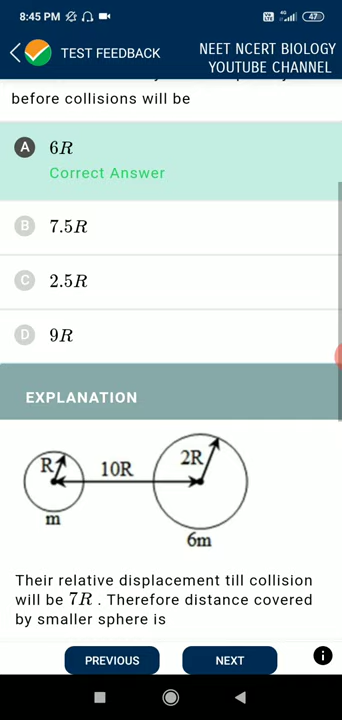 8:45 PM
47
TEST FEEDBACK
NEET NCERT BIOLOGY
YOUTUBE CHANNEL
before collisions will be
A 6R
Correct Answer
B 7.5R
C 2.5R
D 9R
EXPLANATION
R 10R 2R
m
6m
Their relative displacement till collision
will be 7R . Therefore distance covered
by smaller sphere is
PREVIOUS NEXT